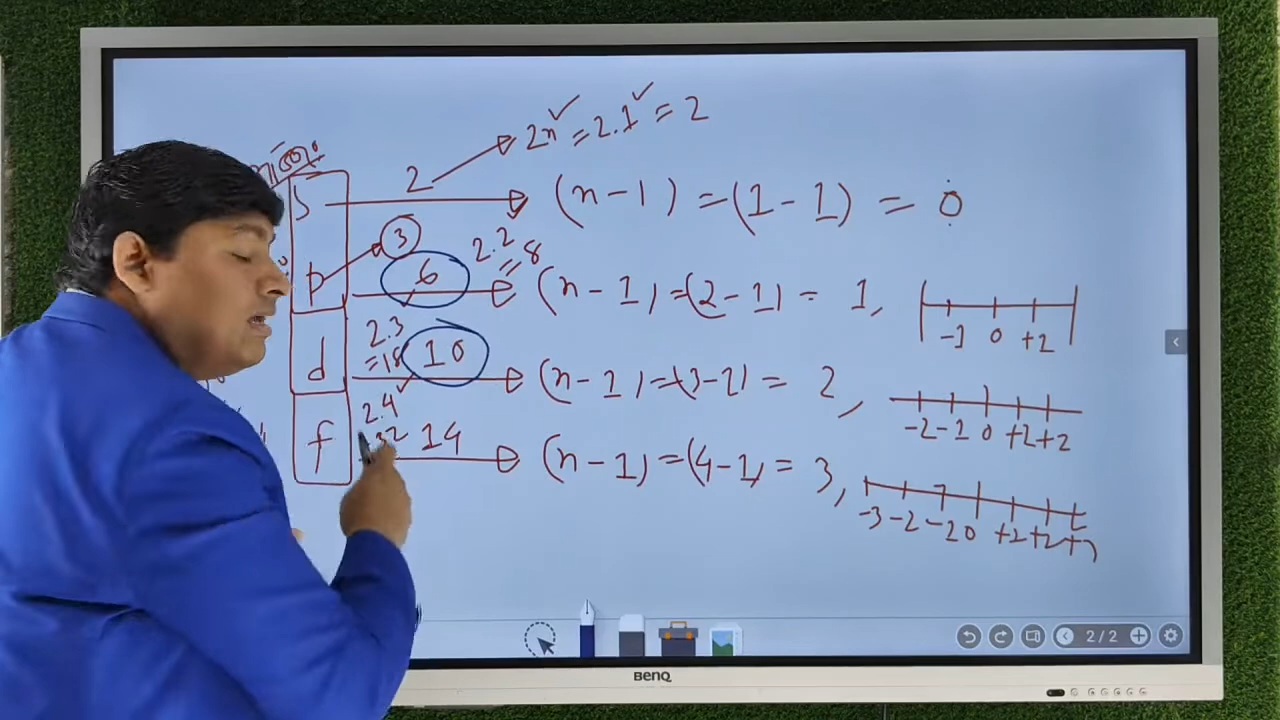 2n = 2.1 = 2
S 2 (n-1) = (1-1) = 0
3
2.2 = 8
p 6 (n-1) = (2-1) = 1, -1 0 +2
2.3 = 18
d 10 (n-1) = (3-1) = 2, -2 -1 0 +2 +2
2.4
32
f 14 (n-1) = (4-1) = 3, -3 -2 -2 0 +2 +2 +3
2/2
BENQ